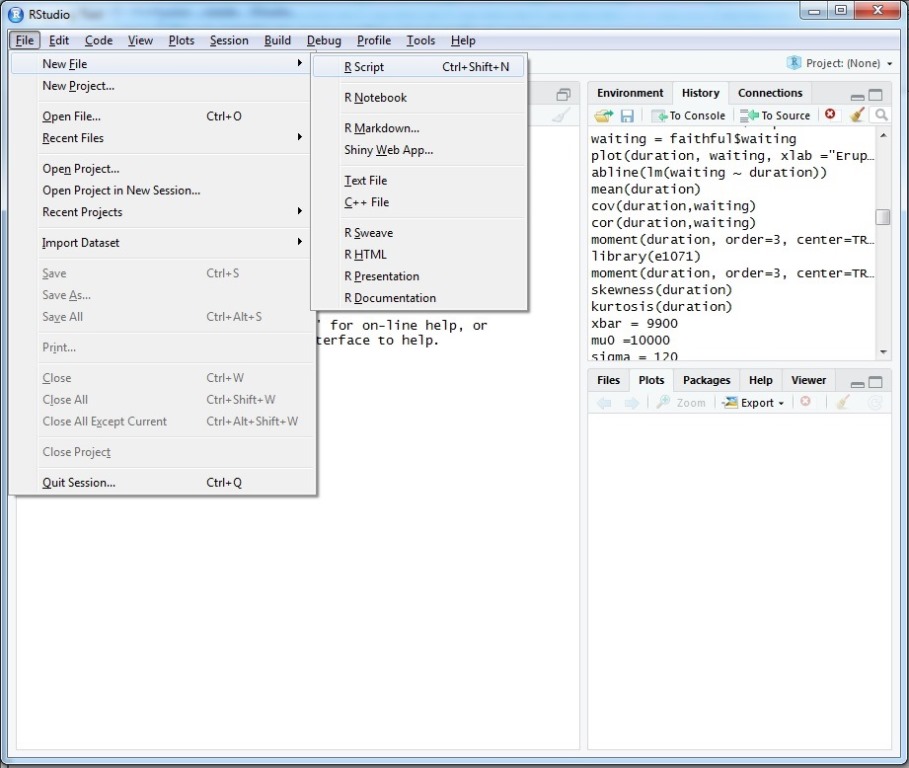 RStudio
File Edit Code View Plots Session Build Debug Profile Tools Help
New File
New Project...
Open File... Ctrl+O
Recent Files
Open Project...
Open Project in New Session...
Recent Projects
Import Dataset
Save Ctrl+S
Save As...
Save All Ctrl+Alt+S
Print...
Close Ctrl+W
Close All Ctrl+Shift+W
Close All Except Current Ctrl+Alt+Shift+W
Close Project
Quit Session... Ctrl+Q
R Script Ctrl+Shift+N
R Notebook
R Markdown...
Shiny Web App...
Text File
C++ File
R Sweave
R HTML
R Presentation
R Documentation
' for on-line help, or
terface to help.
Project: (None)
Environment History Connections
To Console To Source
waiting = faithful$waiting
plot(duration, waiting, xlab ="Erup...
abline(lm(waiting ~ duration))
mean(duration)
cov(duration,waiting)
cor(duration,waiting)
moment(duration, order=3, center=TR...
library(e1071)
moment(duration, order=3, center=TR...
skewness(duration)
kurtosis(duration)
xbar = 9900
mu0 =10000
sigma = 120
Files Plots Packages Help Viewer
Zoom Export